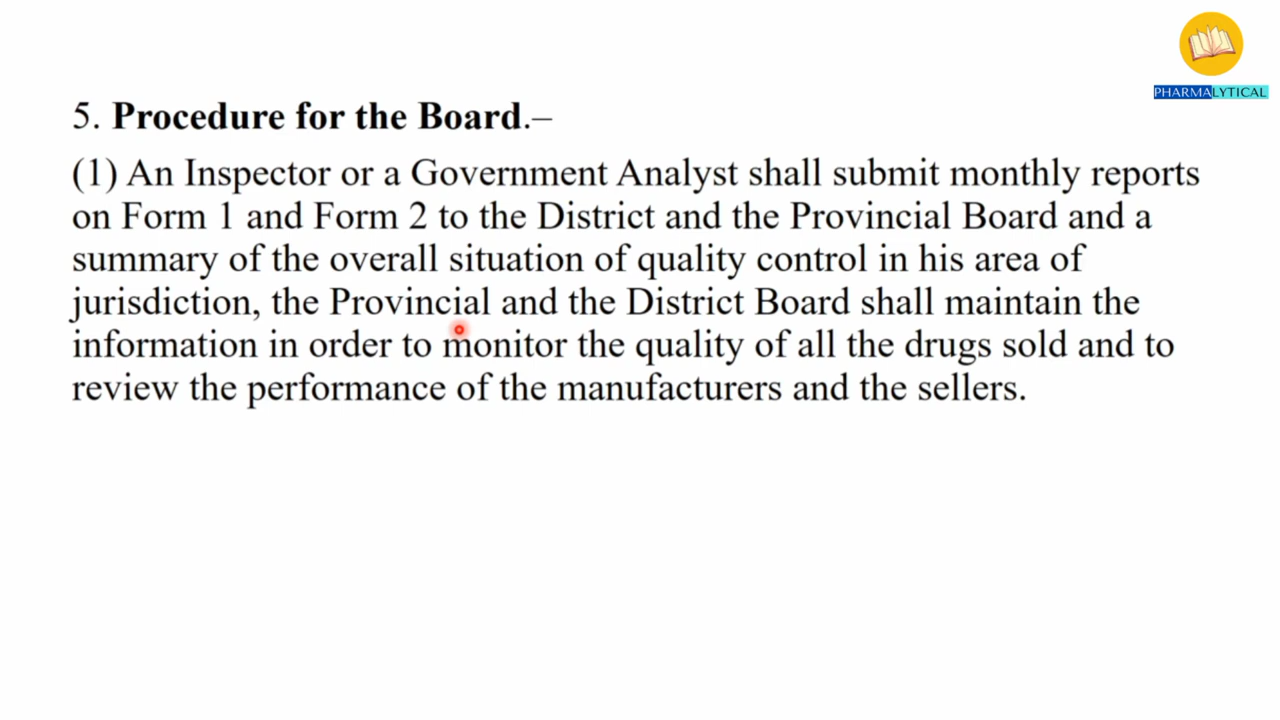 PHARMALYTICAL
5. Procedure for the Board.–
(1) An Inspector or a Government Analyst shall submit monthly reports
on Form 1 and Form 2 to the District and the Provincial Board and a
summary of the overall situation of quality control in his area of
jurisdiction, the Provincial and the District Board shall maintain the
information in order to monitor the quality of all the drugs sold and to
review the performance of the manufacturers and the sellers.